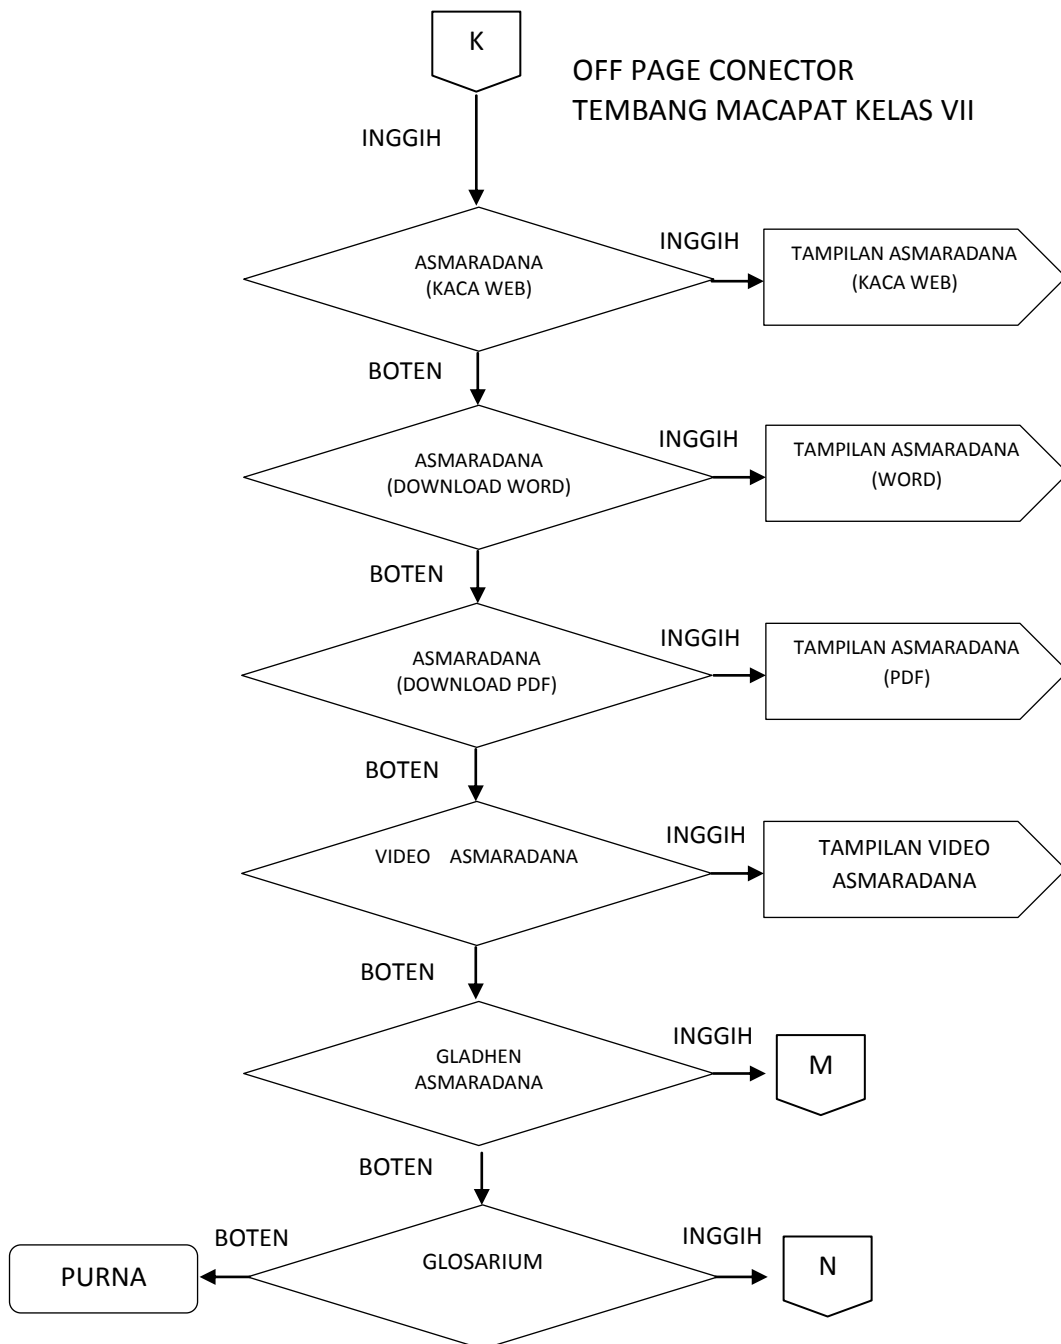 K
OFF PAGE CONECTOR
TEMBANG MACAPAT KELAS VII
INGGIH
ASMARADANA
(KACA WEB)
INGGIH
TAMPILAN ASMARADANA
(KACA WEB)
BOTEN
ASMARADANA
(DOWNLOAD WORD)
INGGIH
TAMPILAN ASMARADANA
(WORD)
BOTEN
ASMARADANA
(DOWNLOAD PDF)
INGGIH
TAMPILAN ASMARADANA
(PDF)
BOTEN
VIDEO ASMARADANA
INGGIH
TAMPILAN VIDEO
ASMARADANA
BOTEN
GLADHEN
ASMARADANA
INGGIH
M
BOTEN
GLOSARIUM
BOTEN
PURNA
INGGIH
N